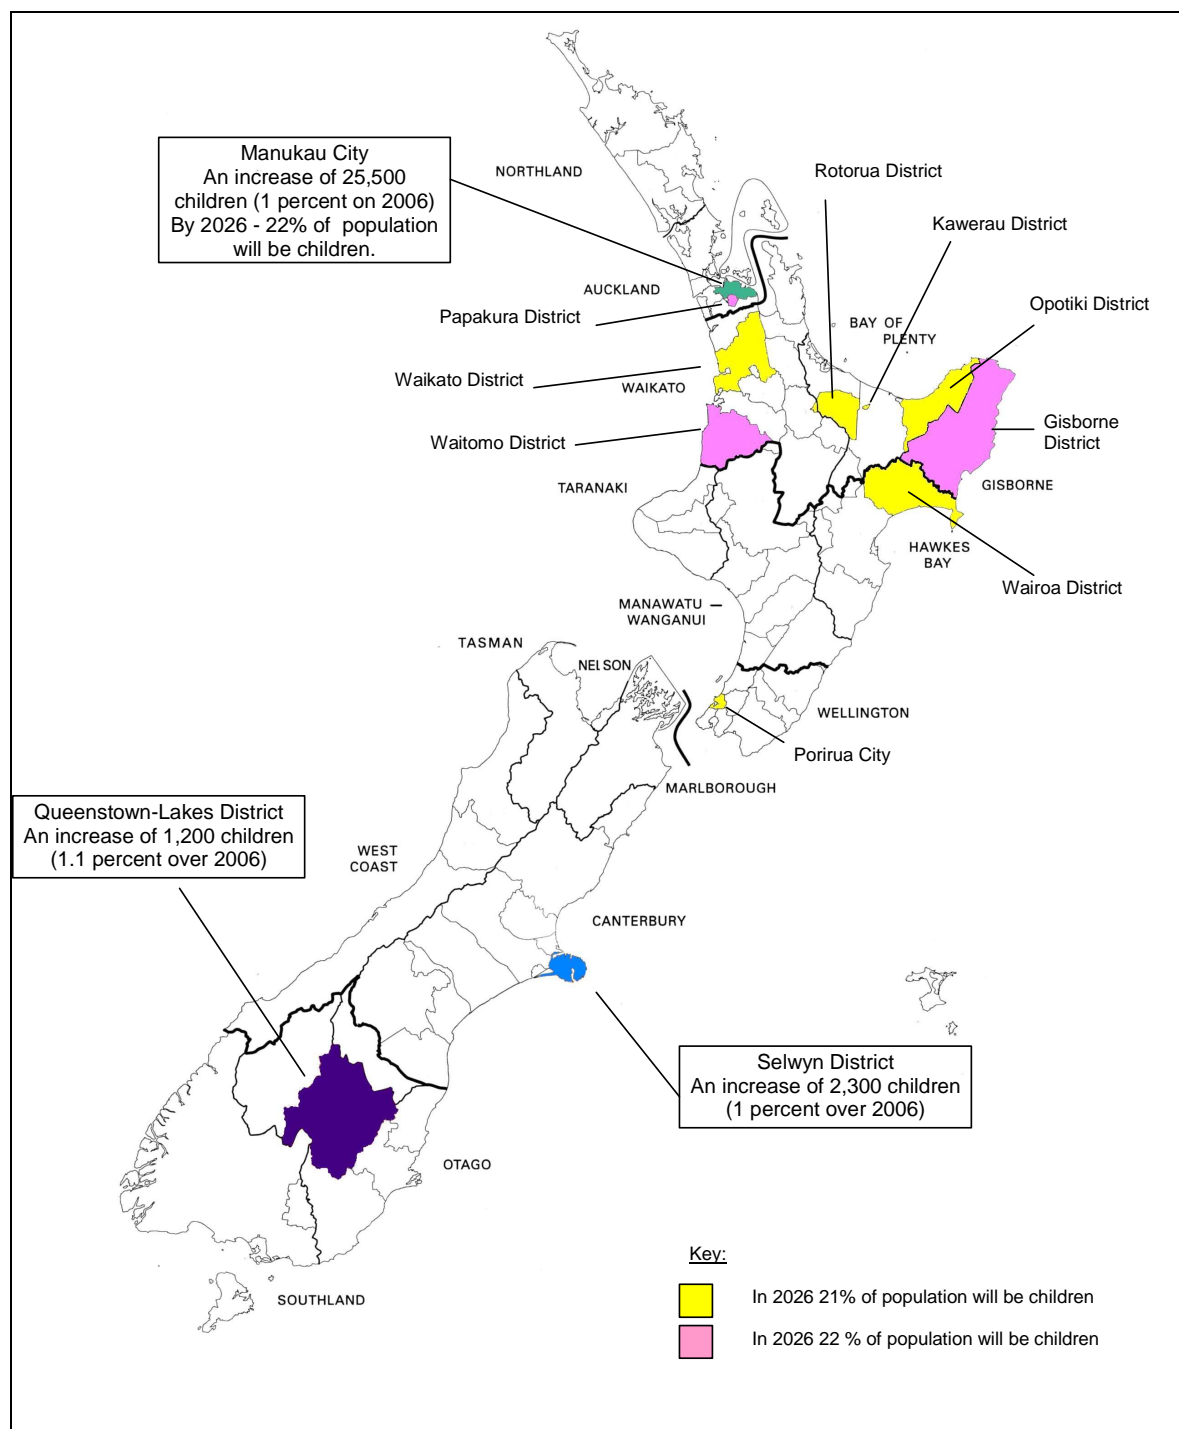 Manukau City
An increase of 25,500
children (1 percent on 2006)
By 2026 - 22% of population
will be children.
NORTHLAND
Rotorua District
Kawerau District
AUCKLAND
Opotiki District
Papakura District
BAY OF
PLENTY
Waikato District
WAIKATO
Waitomo District
Gisborne
District
TARANAKI
GISBORNE
HAWKES
BAY
Wairoa District
MANAWATU –
WANGANUI
TASMAN
NELSON
WELLINGTON
Porirua City
MARLBOROUGH
Queenstown-Lakes District
An increase of 1,200 children
(1.1 percent over 2006)
WEST
COAST
CANTERBURY
Selwyn District
An increase of 2,300 children
(1 percent over 2006)
OTAGO
SOUTHLAND
Key:
In 2026 21% of population will be children
In 2026 22 % of population will be children